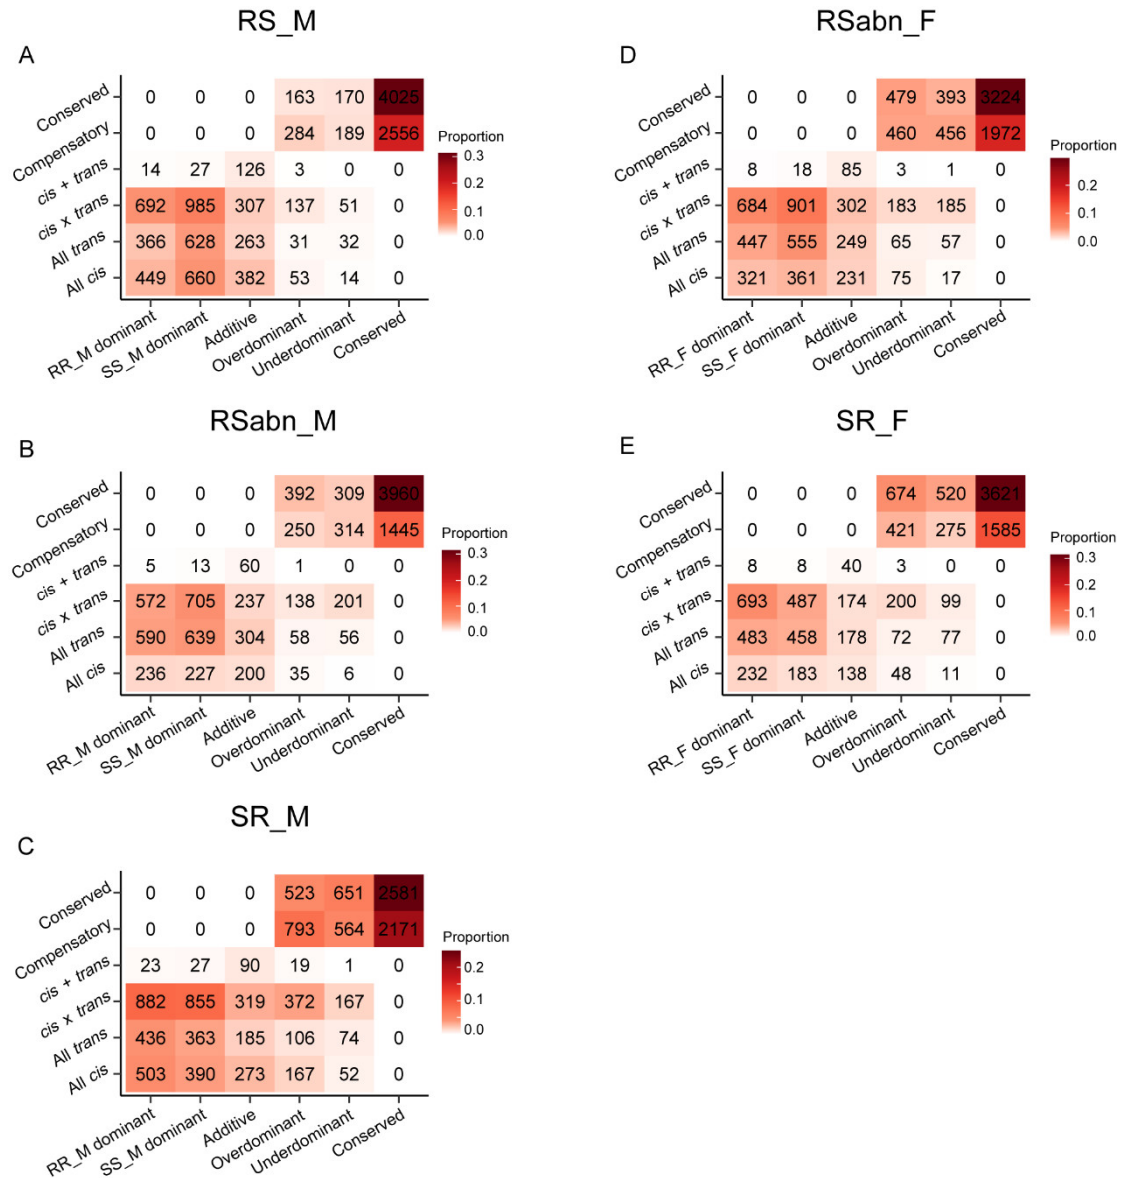 RS_M
A
Conserved 0 0 0 163 170 4025
Compensatory 0 0 0 284 189 2556
cis + trans 14 27 126 3 0 0
cis x trans 692 985 307 137 51 0
All trans 366 628 263 31 32 0
All cis 449 660 382 53 14 0
RR_M dominant SS_M dominant Additive Overdominant Underdominant Conserved
Proportion
0.3
0.2
0.1
0.0
RSabn_F
D
Conserved 0 0 0 479 393 3224
Compensatory 0 0 0 460 456 1972
cis + trans 8 18 85 3 1 0
cis x trans 684 901 302 183 185 0
All trans 447 555 249 65 57 0
All cis 321 361 231 75 17 0
RR_F dominant SS_F dominant Additive Overdominant Underdominant Conserved
Proportion
0.2
0.1
0.0
RSabn_M
B
Conserved 0 0 0 392 309 3960
Compensatory 0 0 0 250 314 1445
cis + trans 5 13 60 1 0 0
cis x trans 572 705 237 138 201 0
All trans 590 639 304 58 56 0
All cis 236 227 200 35 6 0
RR_M dominant SS_M dominant Additive Overdominant Underdominant Conserved
Proportion
0.3
0.2
0.1
0.0
SR_F
E
Conserved 0 0 0 674 520 3621
Compensatory 0 0 0 421 275 1585
cis + trans 8 8 40 3 0 0
cis x trans 693 487 174 200 99 0
All trans 483 458 178 72 77 0
All cis 232 183 138 48 11 0
RR_F dominant SS_F dominant Additive Overdominant Underdominant Conserved
Proportion
0.3
0.2
0.1
0.0
SR_M
C
Conserved 0 0 0 523 651 2581
Compensatory 0 0 0 793 564 2171
cis + trans 23 27 90 19 1 0
cis x trans 882 855 319 372 167 0
All trans 436 363 185 106 74 0
All cis 503 390 273 167 52 0
RR_M dominant SS_M dominant Additive Overdominant Underdominant Conserved
Proportion
0.2
0.1
0.0